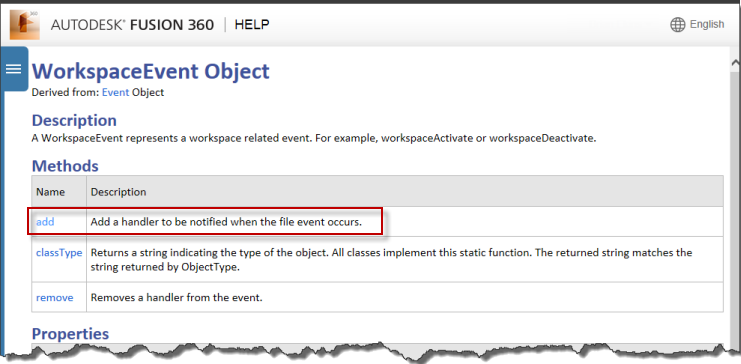 AUTODESK® FUSION 360 | HELP
English
WorkspaceEvent Object
Derived from: Event Object
Description
A WorkspaceEvent represents a workspace related event. For example, workspaceActivate or workspaceDeactivate.
Methods
Name Description
add Add a handler to be notified when the file event occurs.
classType Returns a string indicating the type of the object. All classes implement this static function. The returned string matches the
string returned by ObjectType.
remove Removes a handler from the event.
Properties